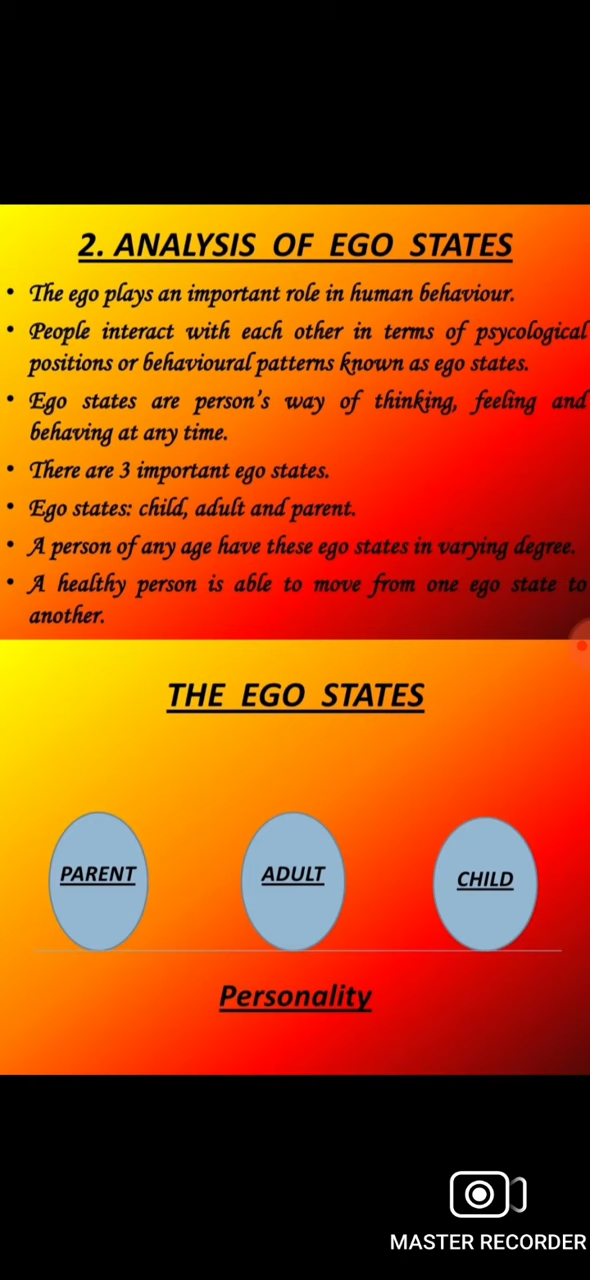 2. ANALYSIS OF EGO STATES
• The ego plays an important role in human behaviour.
• People interact with each other in terms of psycological
positions or behavioural patterns known as ego states.
• Ego states are person's way of thinking, feeling and
behaving at any time.
• There are 3 important ego states.
• Ego states: child, adult and parent.
• A person of any age have these ego states in varying degree.
• A healthy person is able to move from one ego state to
another.
THE EGO STATES
PARENT ADULT CHILD
Personality
MASTER RECORDER